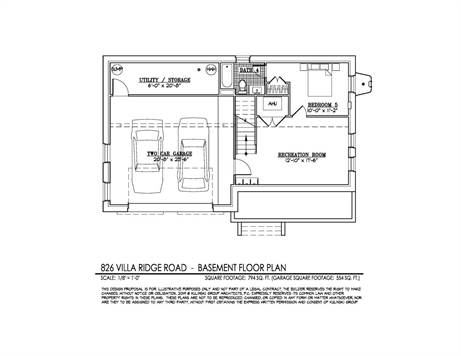 BATH 4
UTILITY / STORAGE
6'-0" x 20'-8"
AHU
BEDROOM 5
10'-0" x 11'-2"
TWO CAR GARAGE
20'-8" x 23'-6"
RECREATION ROOM
12'-0" x 17'-6"
826 VILLA RIDGE ROAD - BASEMENT FLOOR PLAN
SCALE: 1/8" = 1'-0" SQUARE FOOTAGE: 794 SQ. FT. (GARAGE SQUARE FOOTAGE: 554 SQ. FT.)
THIS DESIGN PROPOSAL IS FOR ILLUSTRATIVE PURPOSES ONLY AND NOT PART OF A LEGAL CONTRACT. THE BUILDER RESERVES THE RIGHT TO MAKE
CHANGES, WITHOUT NOTICE OR OBLIGATION. 2019 © KULINSKI GROUP ARCHITECTS, P.C. EXPRESSLY RESERVES ITS COMMON LAW AND OTHER
PROPERTY RIGHTS IN THESE PLANS. THESE PLANS ARE NOT TO BE REPRODUCED, CHANGED, OR COPIED IN ANY FORM OR MATTER WHATSOEVER, NOR
ARE THEY TO BE ASSIGNED TO ANY THIRD PARTY, WITHOUT FIRST OBTAINING THE EXPRESS WRITTEN PERMISSION AND CONSENT OF KULINSKI GROUP